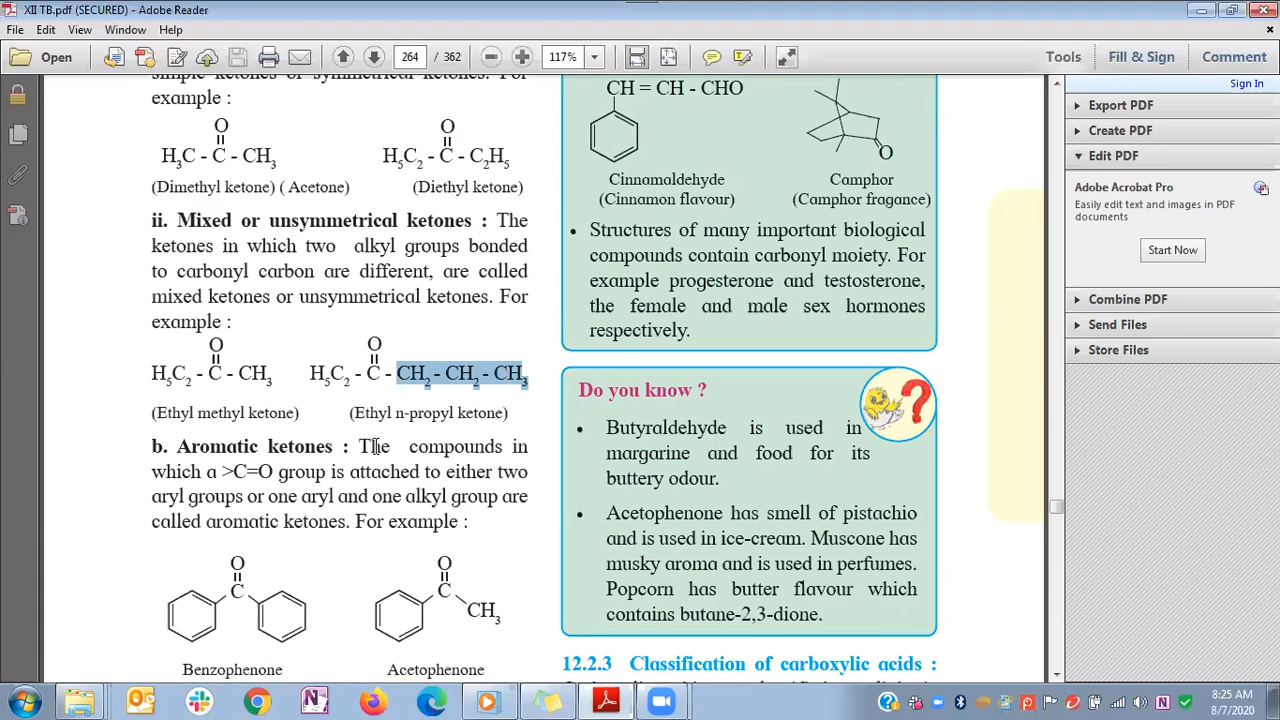 XII TB.pdf (SECURED) - Adobe Reader
File Edit View Window Help
Open 264 / 362 117% Tools Fill & Sign Comment
simple ketones or symmetrical ketones. For
example :
O
H3C - C - CH3
(Dimethyl ketone) ( Acetone)
O
H5C2 - C - C2H5
(Diethyl ketone)
ii. Mixed or unsymmetrical ketones : The
ketones in which two alkyl groups bonded
to carbonyl carbon are different, are called
mixed ketones or unsymmetrical ketones. For
example :
O
H5C2 - C - CH3
(Ethyl methyl ketone)
O
H5C2 - C - CH2 - CH2 - CH3
(Ethyl n-propyl ketone)
b. Aromatic ketones : The compounds in
which a >C=O group is attached to either two
aryl groups or one aryl and one alkyl group are
called aromatic ketones. For example :
O
C
Benzophenone
O
C
CH3
Acetophenone
CH = CH - CHO
Cinnamaldehyde
(Cinnamon flavour)
O
Camphor
(Camphor fragance)
• Structures of many important biological
compounds contain carbonyl moiety. For
example progesterone and testosterone,
the female and male sex hormones
respectively.
Do you know ?
?
• Butyraldehyde is used in
margarine and food for its
buttery odour.
• Acetophenone has smell of pistachio
and is used in ice-cream. Muscone has
musky aroma and is used in perfumes.
Popcorn has butter flavour which
contains butane-2,3-dione.
12.2.3 Classification of carboxylic acids :
Sign In
Export PDF
Create PDF
Edit PDF
Adobe Acrobat Pro
Easily edit text and images in PDF
documents
Start Now
Combine PDF
Send Files
Store Files
8:25 AM
8/7/2020